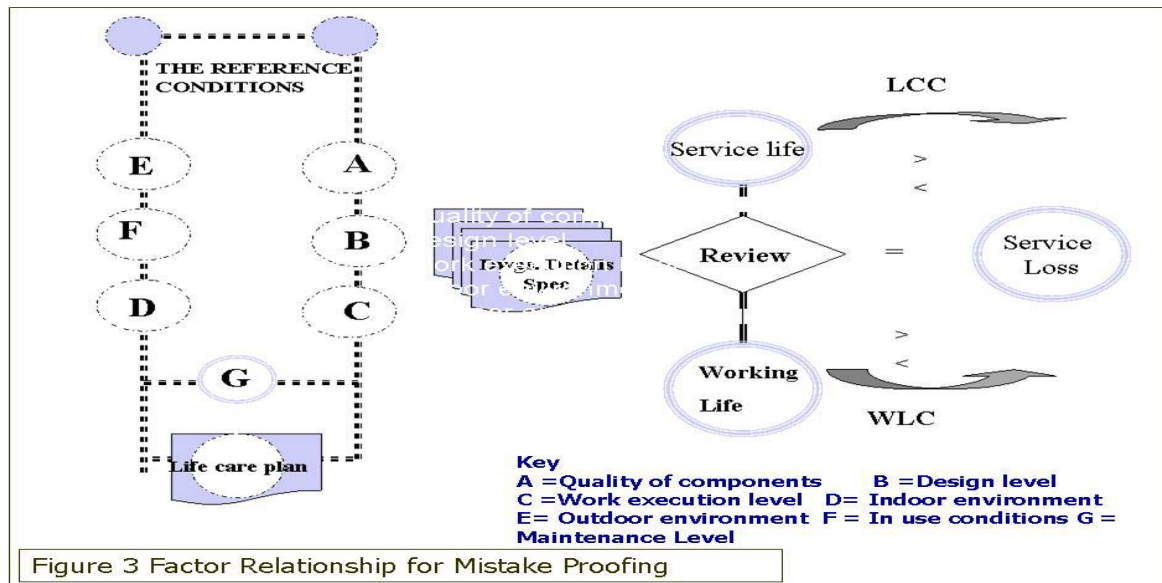 THE REFERENCE
CONDITIONS
E
A
F
B
D
C
G
Life care plan
Dwgs. Details
Spec
LCC
Service life
>
<
Review
=
Service
Loss
>
<
Working
Life
WLC
Key
A =Quality of components B =Design level
C =Work execution level D= Indoor environment
E= Outdoor environment F = In use conditions G =
Maintenance Level
Figure 3 Factor Relationship for Mistake Proofing